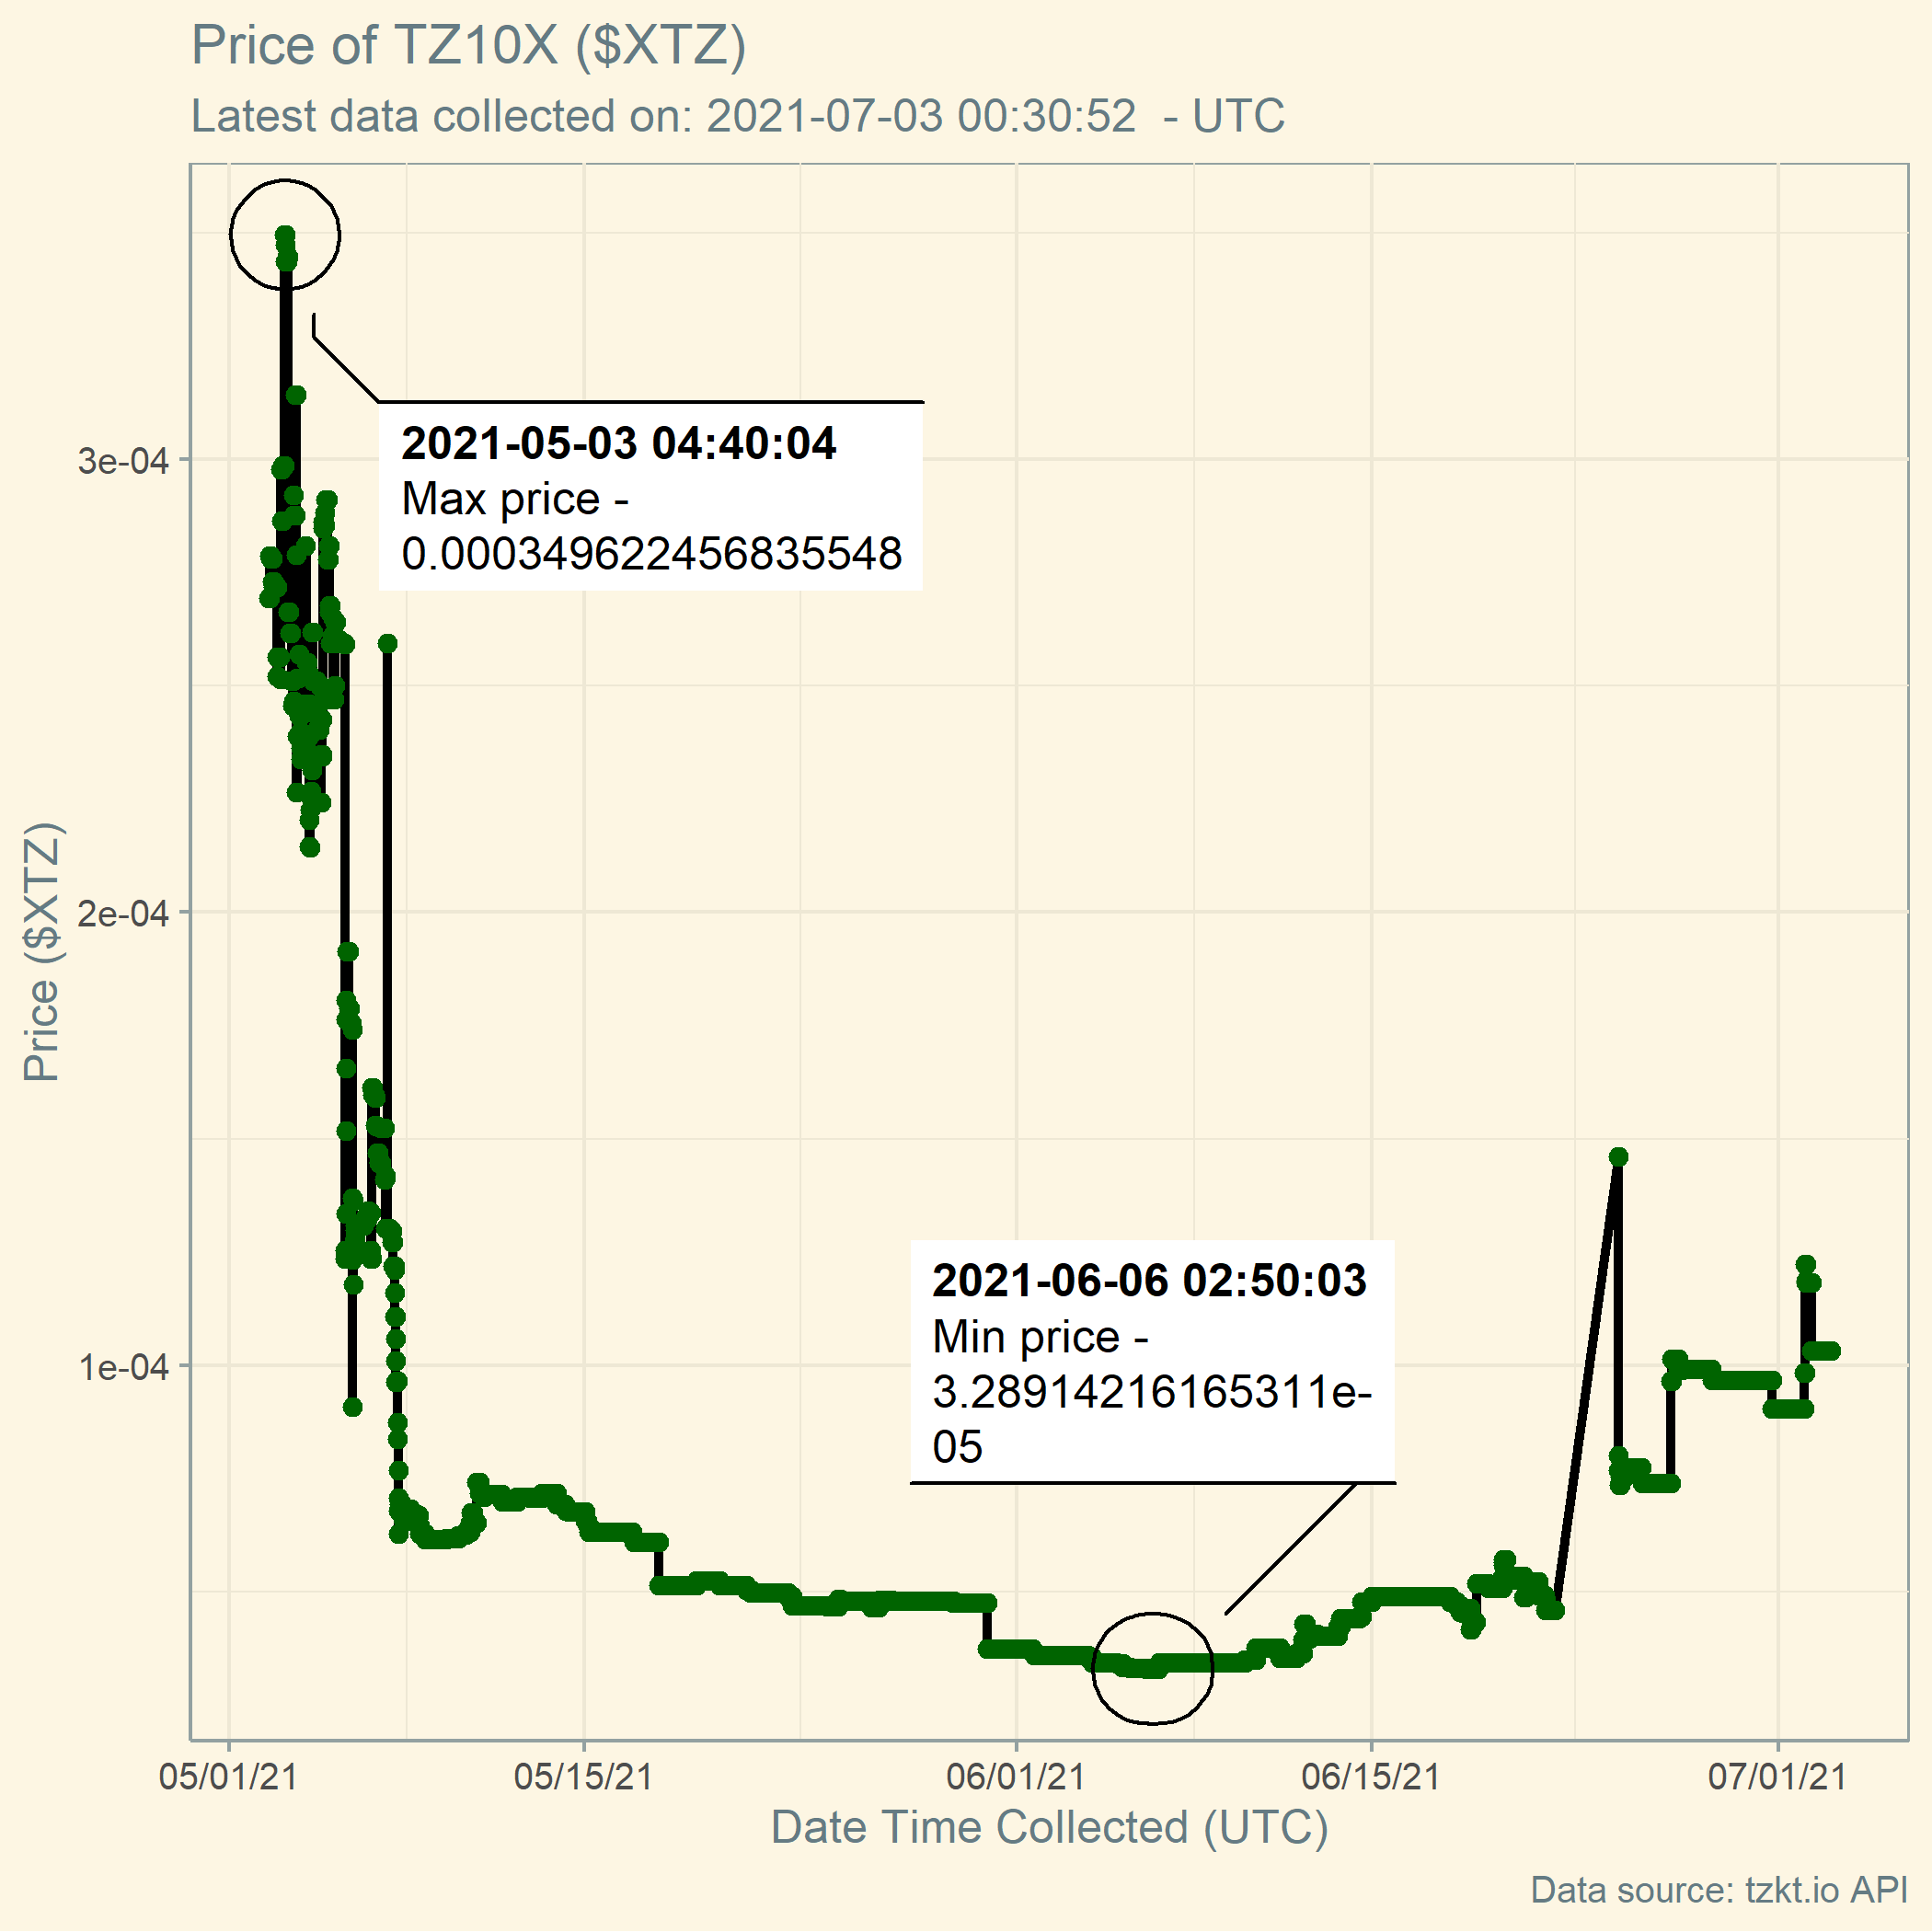 Price of TZ10X ($XTZ)
Latest data collected on: 2021-07-03 00:30:52  - UTC
2021-05-03 04:40:04
Max price -
0.000349622456835548
3e-04
2e-04
1e-04
Price ($XTZ)
2021-06-06 02:50:03
Min price -
3.28914216165311e-
05
05/01/21
05/15/21
06/01/21
06/15/21
07/01/21
Date Time Collected (UTC)
Data source: tzkt.io API